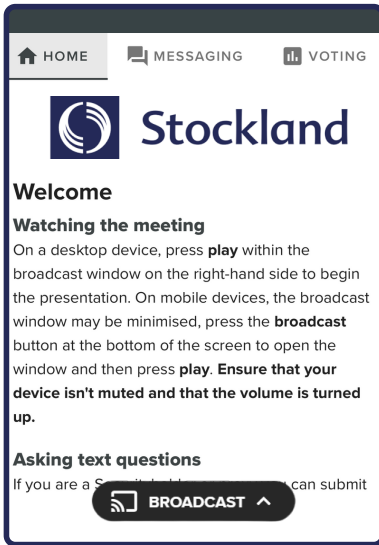 HOME MESSAGING VOTING
Stockland
Welcome
Watching the meeting
On a desktop device, press play within the
broadcast window on the right-hand side to begin
the presentation. On mobile devices, the broadcast
window may be minimised, press the broadcast
button at the bottom of the screen to open the
window and then press play. Ensure that your
device isn't muted and that the volume is turned
up.
Asking text questions
If you are a can submit
BROADCAST